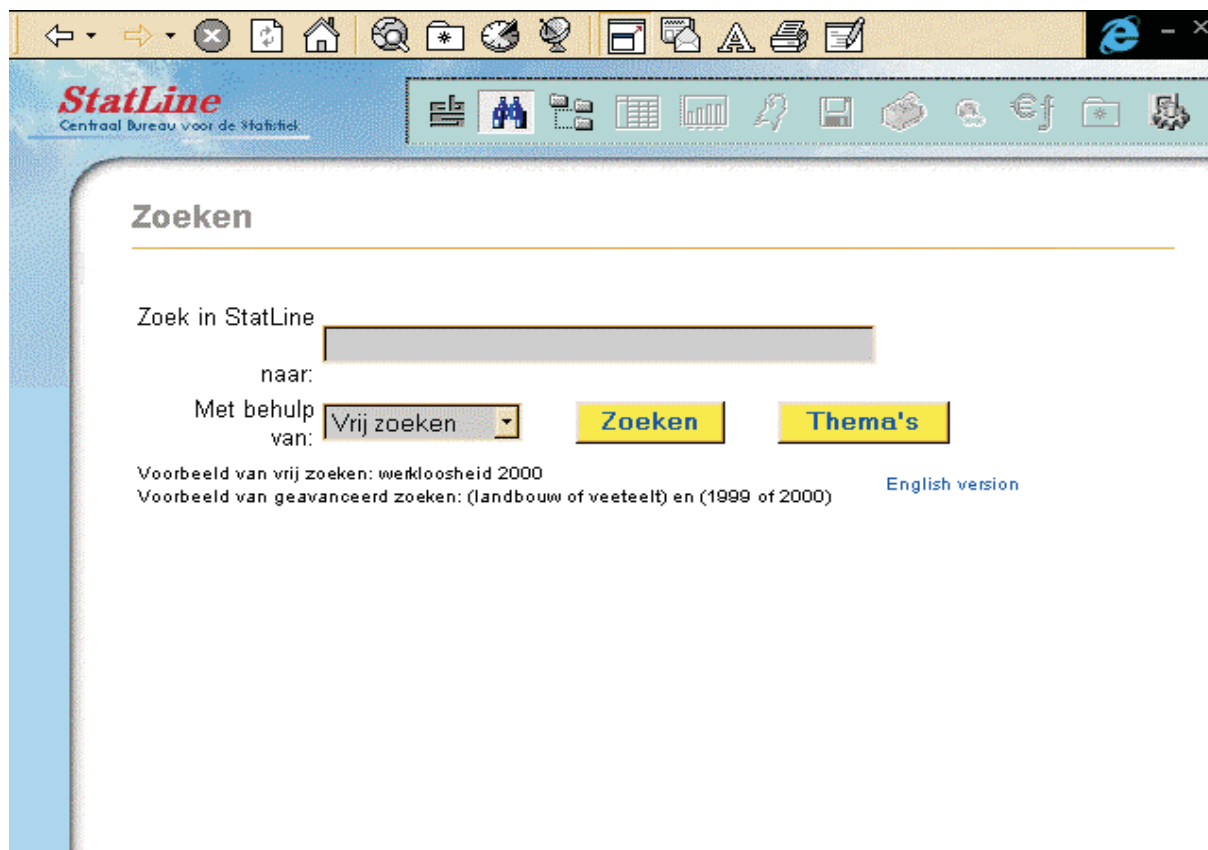 StatLine
Centraal Bureau voor de Statistiek
Zoeken
Zoek in StatLine
naar:
Met behulp
van:
Vrij zoeken
Zoeken
Thema's
Voorbeeld van vrij zoeken: werkloosheid 2000
Voorbeeld van geavanceerd zoeken: (landbouw of veeteelt) en (1999 of 2000)
English version